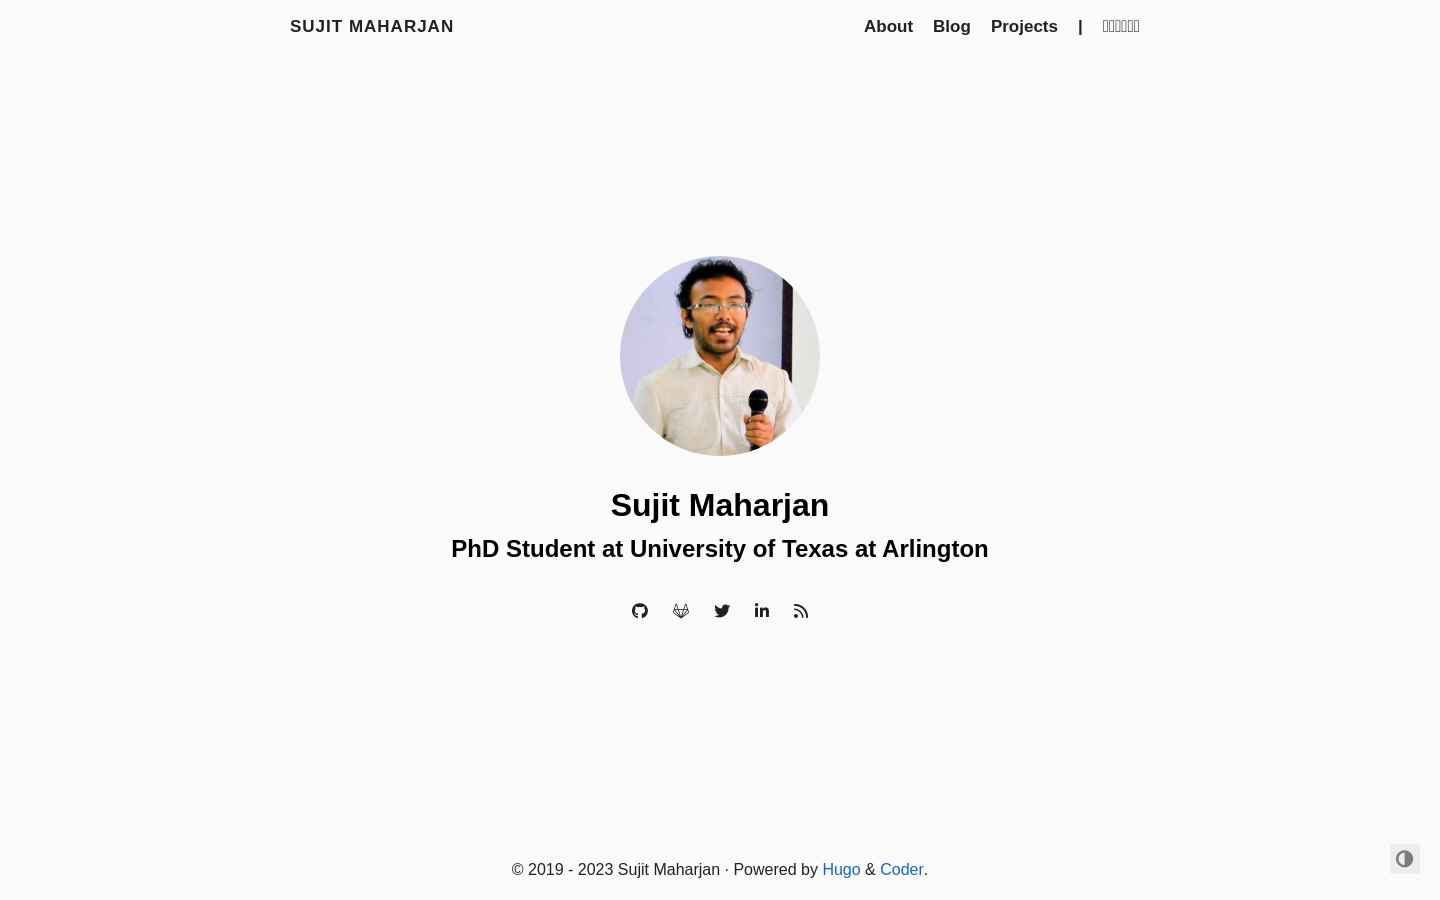 SUJIT MAHARJAN
About Blog Projects |
Sujit Maharjan
PhD Student at University of Texas at Arlington
© 2019 - 2023 Sujit Maharjan · Powered by Hugo & Coder.